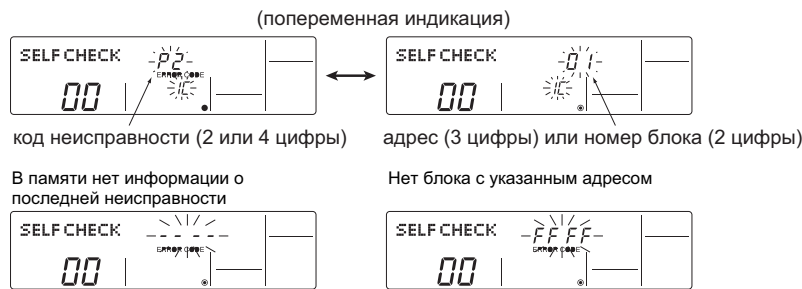 (попеременная индикация)
SELF CHECK P2 ERROR CODE IC 00
SELF CHECK 01 IC 00
код неисправности (2 или 4 цифры)
адрес (3 цифры) или номер блока (2 цифры)
В памяти нет информации о
последней неисправности
Нет блока с указанным адресом
SELF CHECK -- -- ERROR CODE 00
SELF CHECK FFFF ERROR CODE 00